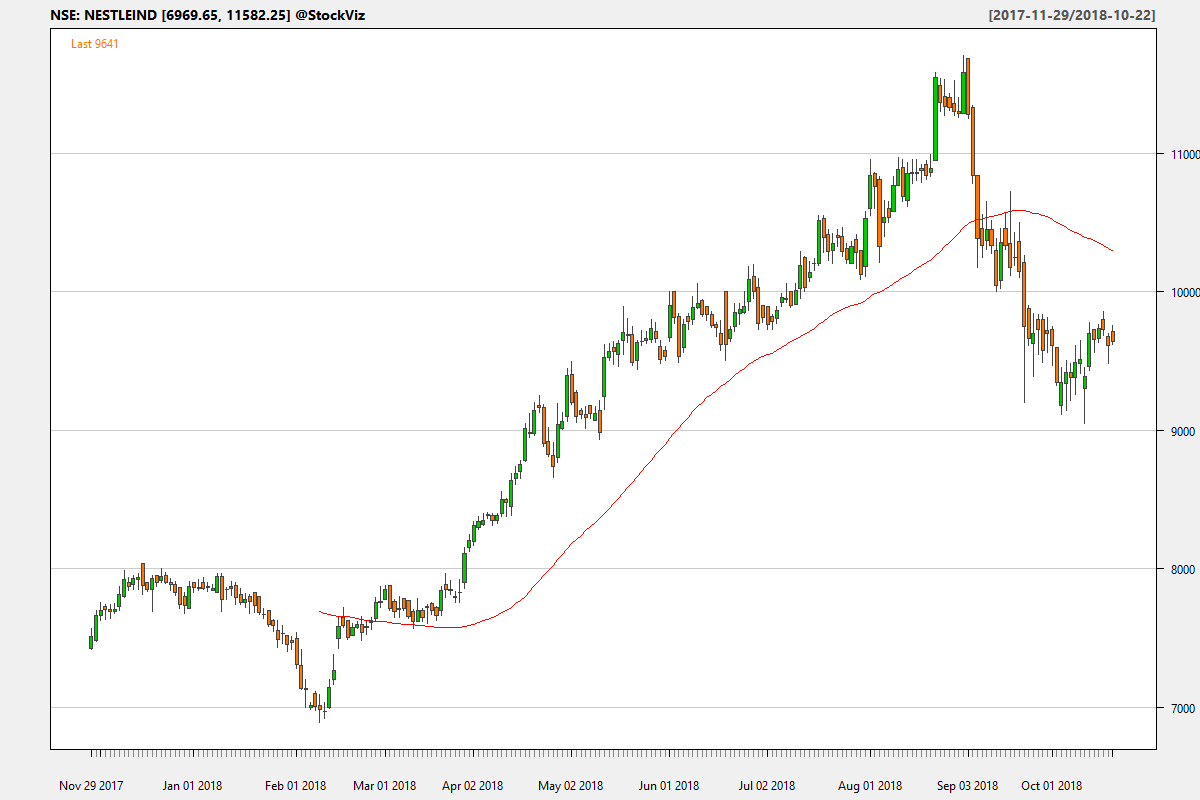 NSE: NESTLEIND [6969.65, 11582.25] @StockViz
[2017-11-29/2018-10-22]
Last 9641
11000
10000
9000
8000
7000
Nov 29 2017
Jan 01 2018
Feb 01 2018
Mar 01 2018
Apr 02 2018
May 02 2018
Jun 01 2018
Jul 02 2018
Aug 01 2018
Sep 03 2018
Oct 01 2018